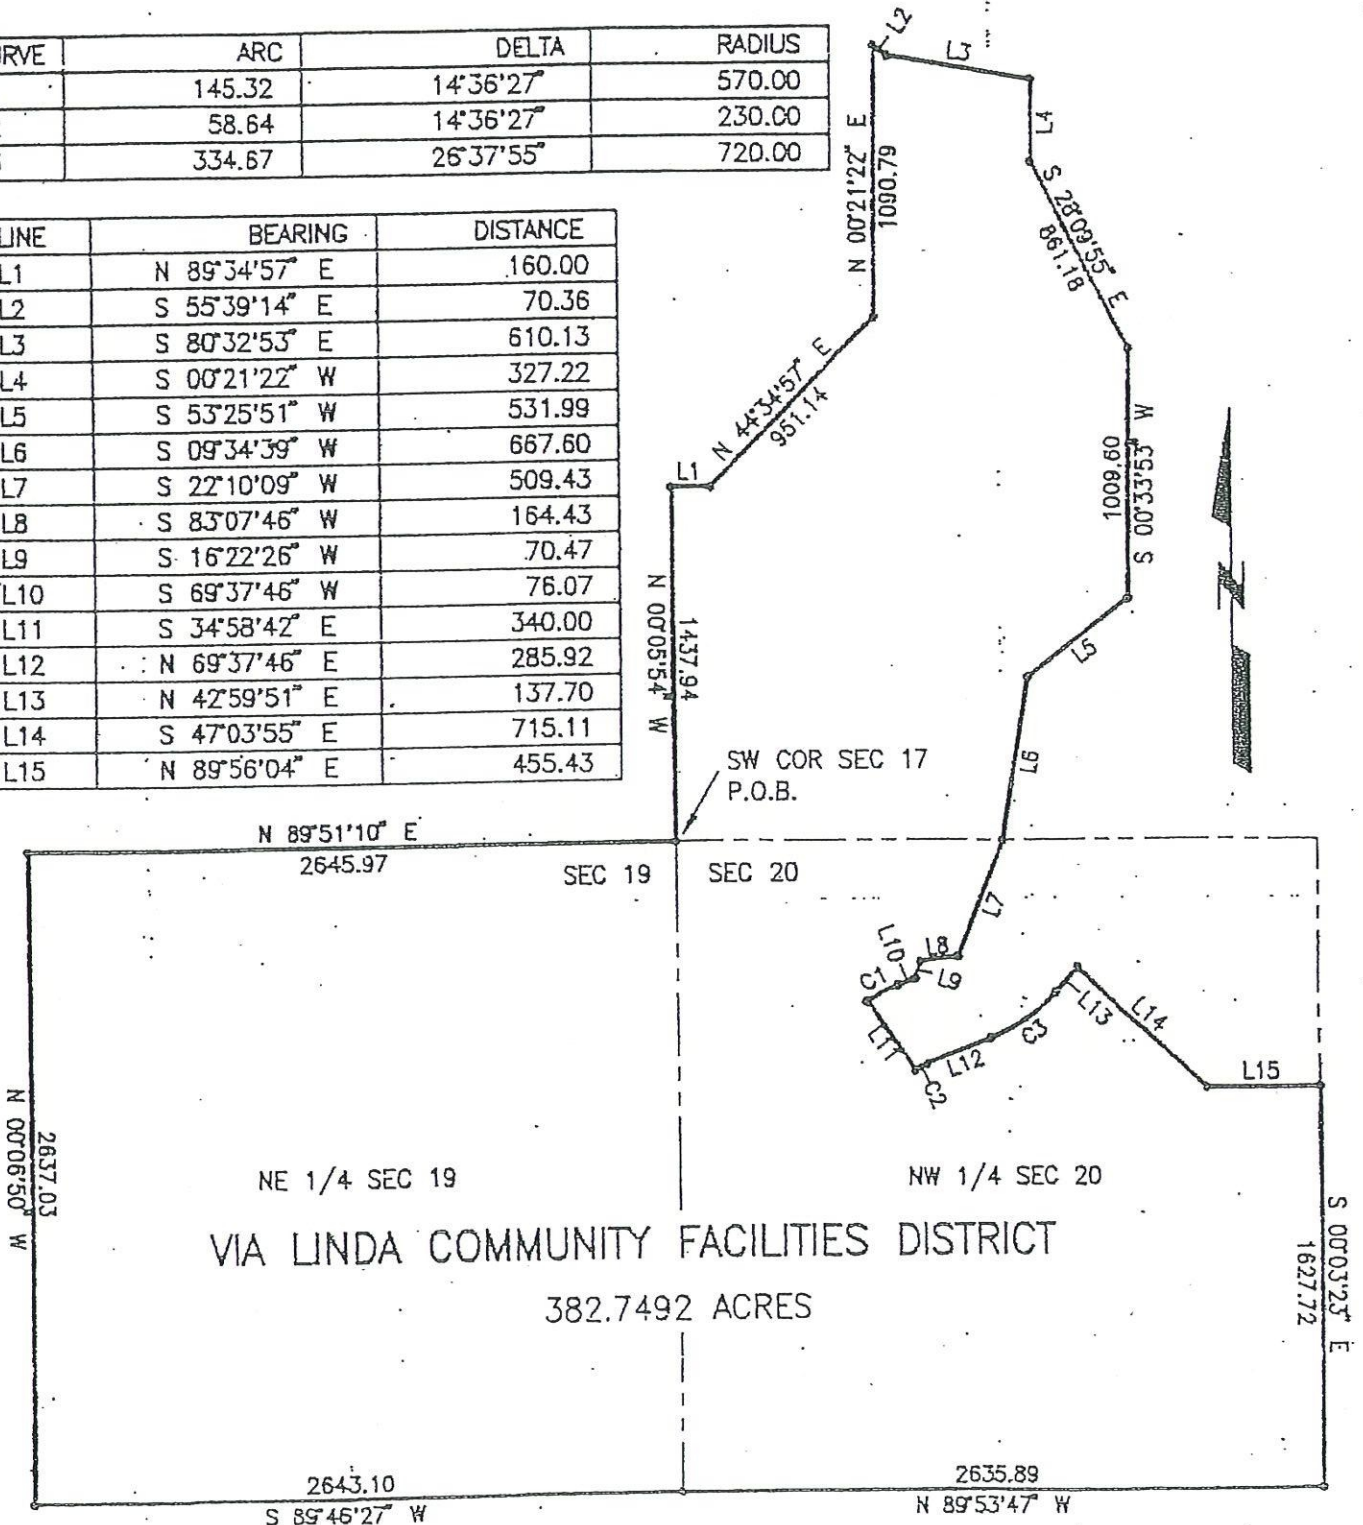 RVE ARC DELTA RADIUS
145.32 14°36'27" 570.00
58.64 14°36'27" 230.00
334.67 26°37'55" 720.00
LINE BEARING DISTANCE
L1 N 89°34'57" E 160.00
L2 S 55°39'14" E 70.36
L3 S 80°32'53" E 610.13
L4 S 00°21'22" W 327.22
L5 S 53°25'51" W 531.99
L6 S 09°34'39" W 667.60
L7 S 22°10'09" W 509.43
L8 S 83°07'46" W 164.43
L9 S 16°22'26" W 70.47
L10 S 69°37'46" W 76.07
L11 S 34°58'42" E 340.00
L12 N 69°37'46" E 285.92
L13 N 42°59'51" E 137.70
L14 S 47°03'55" E 715.11
L15 N 89°56'04" E 455.43
L2
L3
L4
N 00°21'22" E
1090.79
S 28°09'55" E
861.18
N 44°34'57" E
951.14
L1
S 00°33'53" W
1009.60
N
N 00°05'54" W
1437.94
L5
L6
SW COR SEC 17
P.O.B.
N 89°51'10" E
2645.97
SEC 19
SEC 20
L7
L8
L9
L10
C1
L11
C2
L12
C3
L13
L14
L15
N 00°06'50" W
2637.03
NE 1/4 SEC 19
NW 1/4 SEC 20
S 00°03'23" E
1627.72
VIA LINDA COMMUNITY FACILITIES DISTRICT
382.7492 ACRES
2643.10
S 89°46'27" W
2635.89
N 89°53'47" W